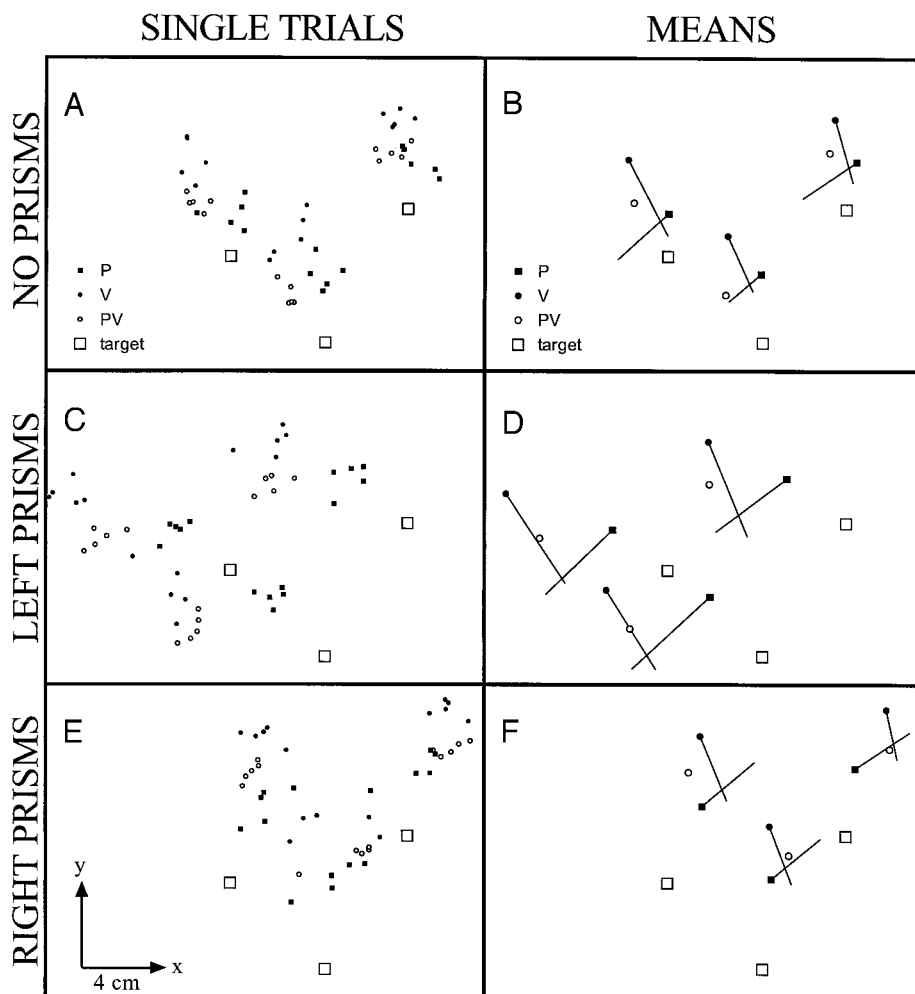 SINGLE TRIALS
MEANS
NO PRISMS
A
P
V
PV
target
B
P
V
PV
target
LEFT PRISMS
C
D
RIGHT PRISMS
E
y
x
4 cm
F